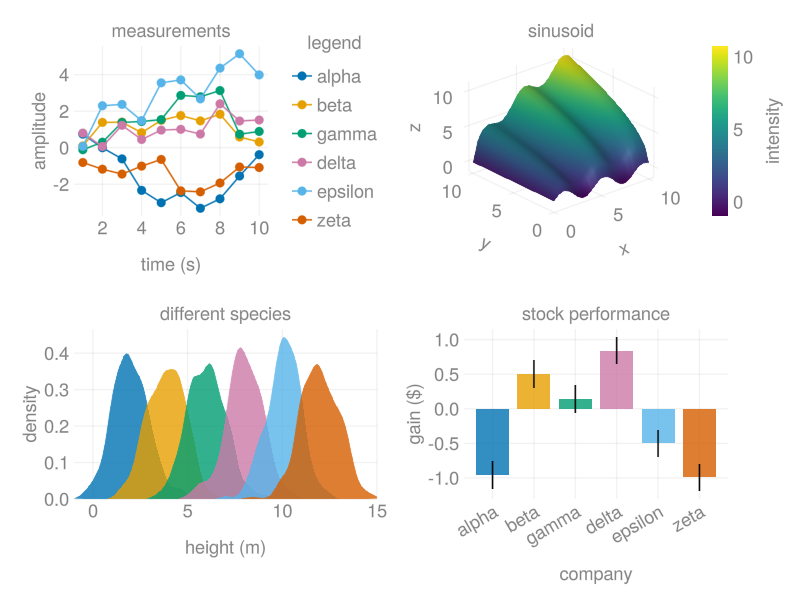 measurements
4
2
0
-2
amplitude
2 4 6 8 10
time (s)
legend
alpha
beta
gamma
delta
epsilon
zeta
sinusoid
10
5
0
z
10
5
0
y
0
5
10
x
10
5
0
intensity
different species
0.4
0.3
0.2
0.1
0.0
density
0 5 10 15
height (m)
stock performance
1.0
0.5
0.0
-0.5
-1.0
gain ($)
alpha beta gamma delta epsilon zeta
company